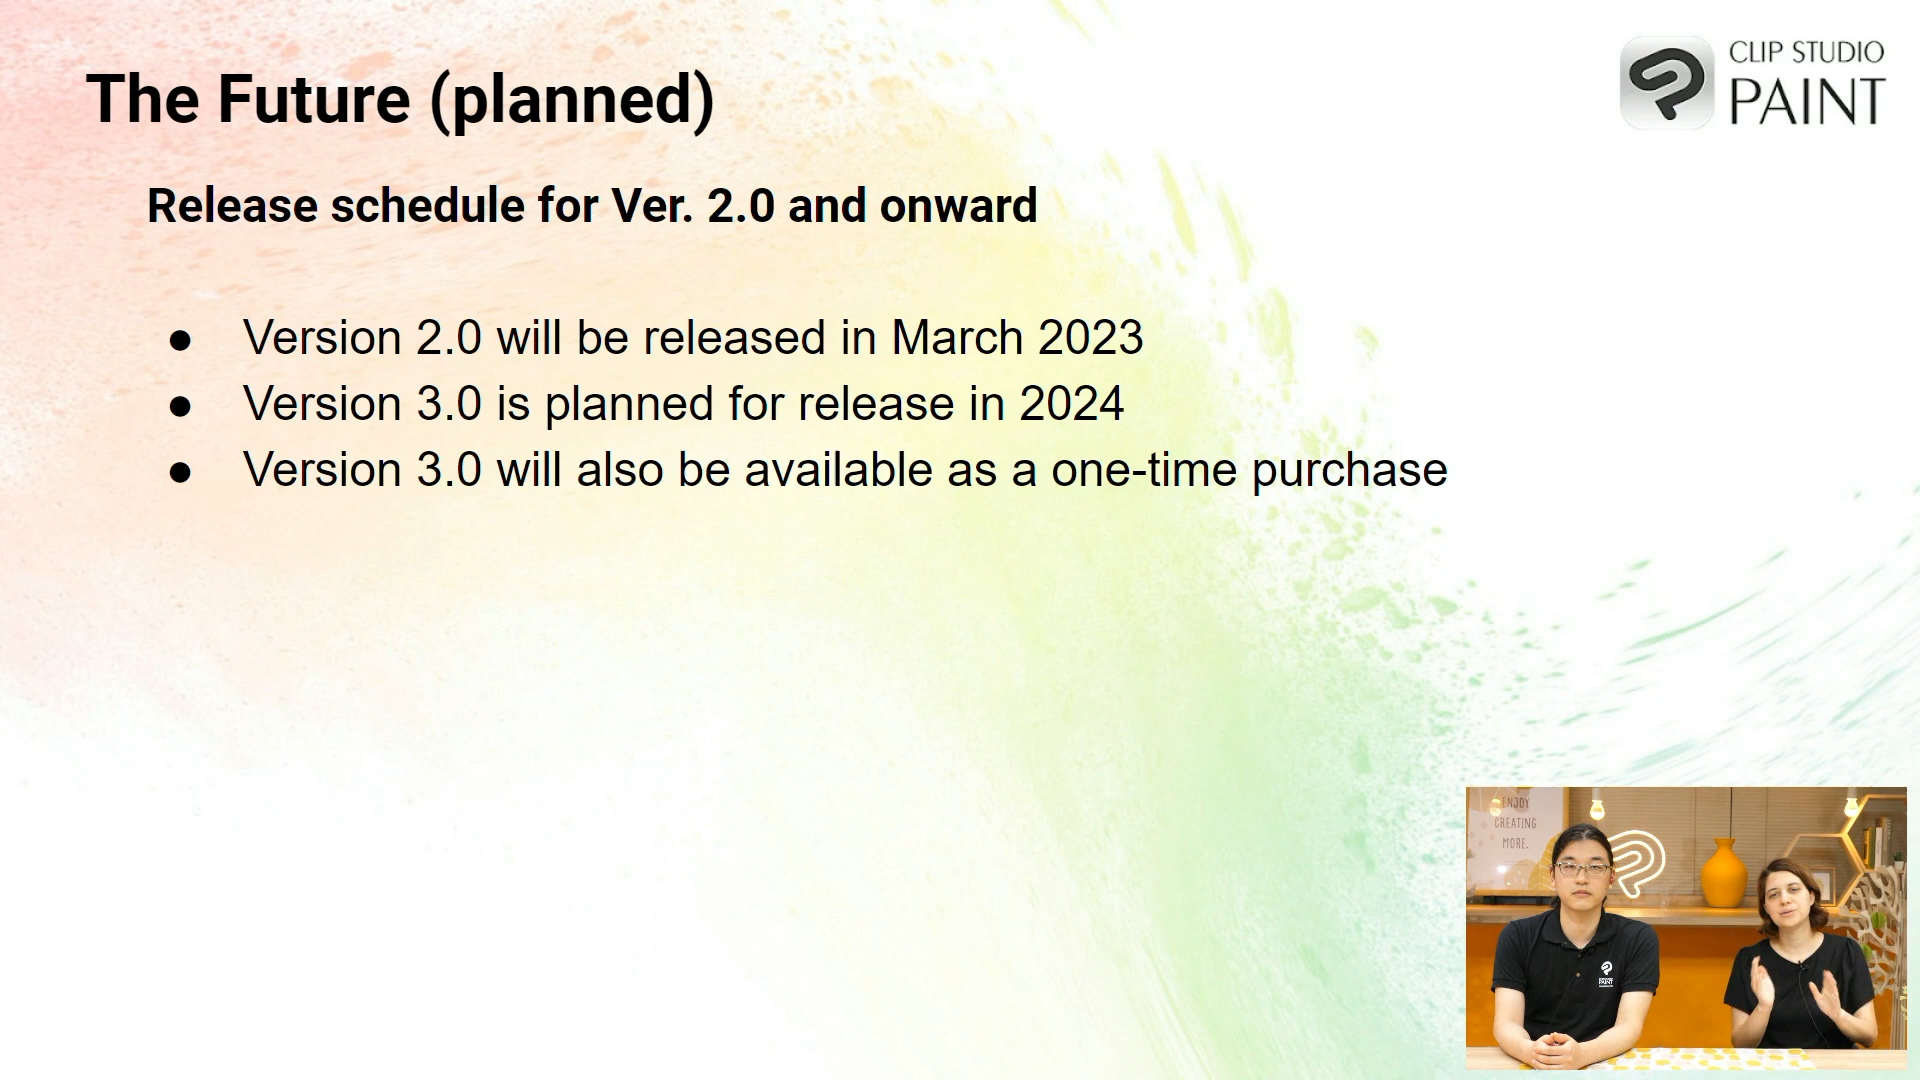 The Future (planned)
CLIP STUDIO
PAINT
Release schedule for Ver. 2.0 and onward
● Version 2.0 will be released in March 2023
● Version 3.0 is planned for release in 2024
● Version 3.0 will also be available as a one-time purchase
ENJOY
CREATING
MORE.
PAINT